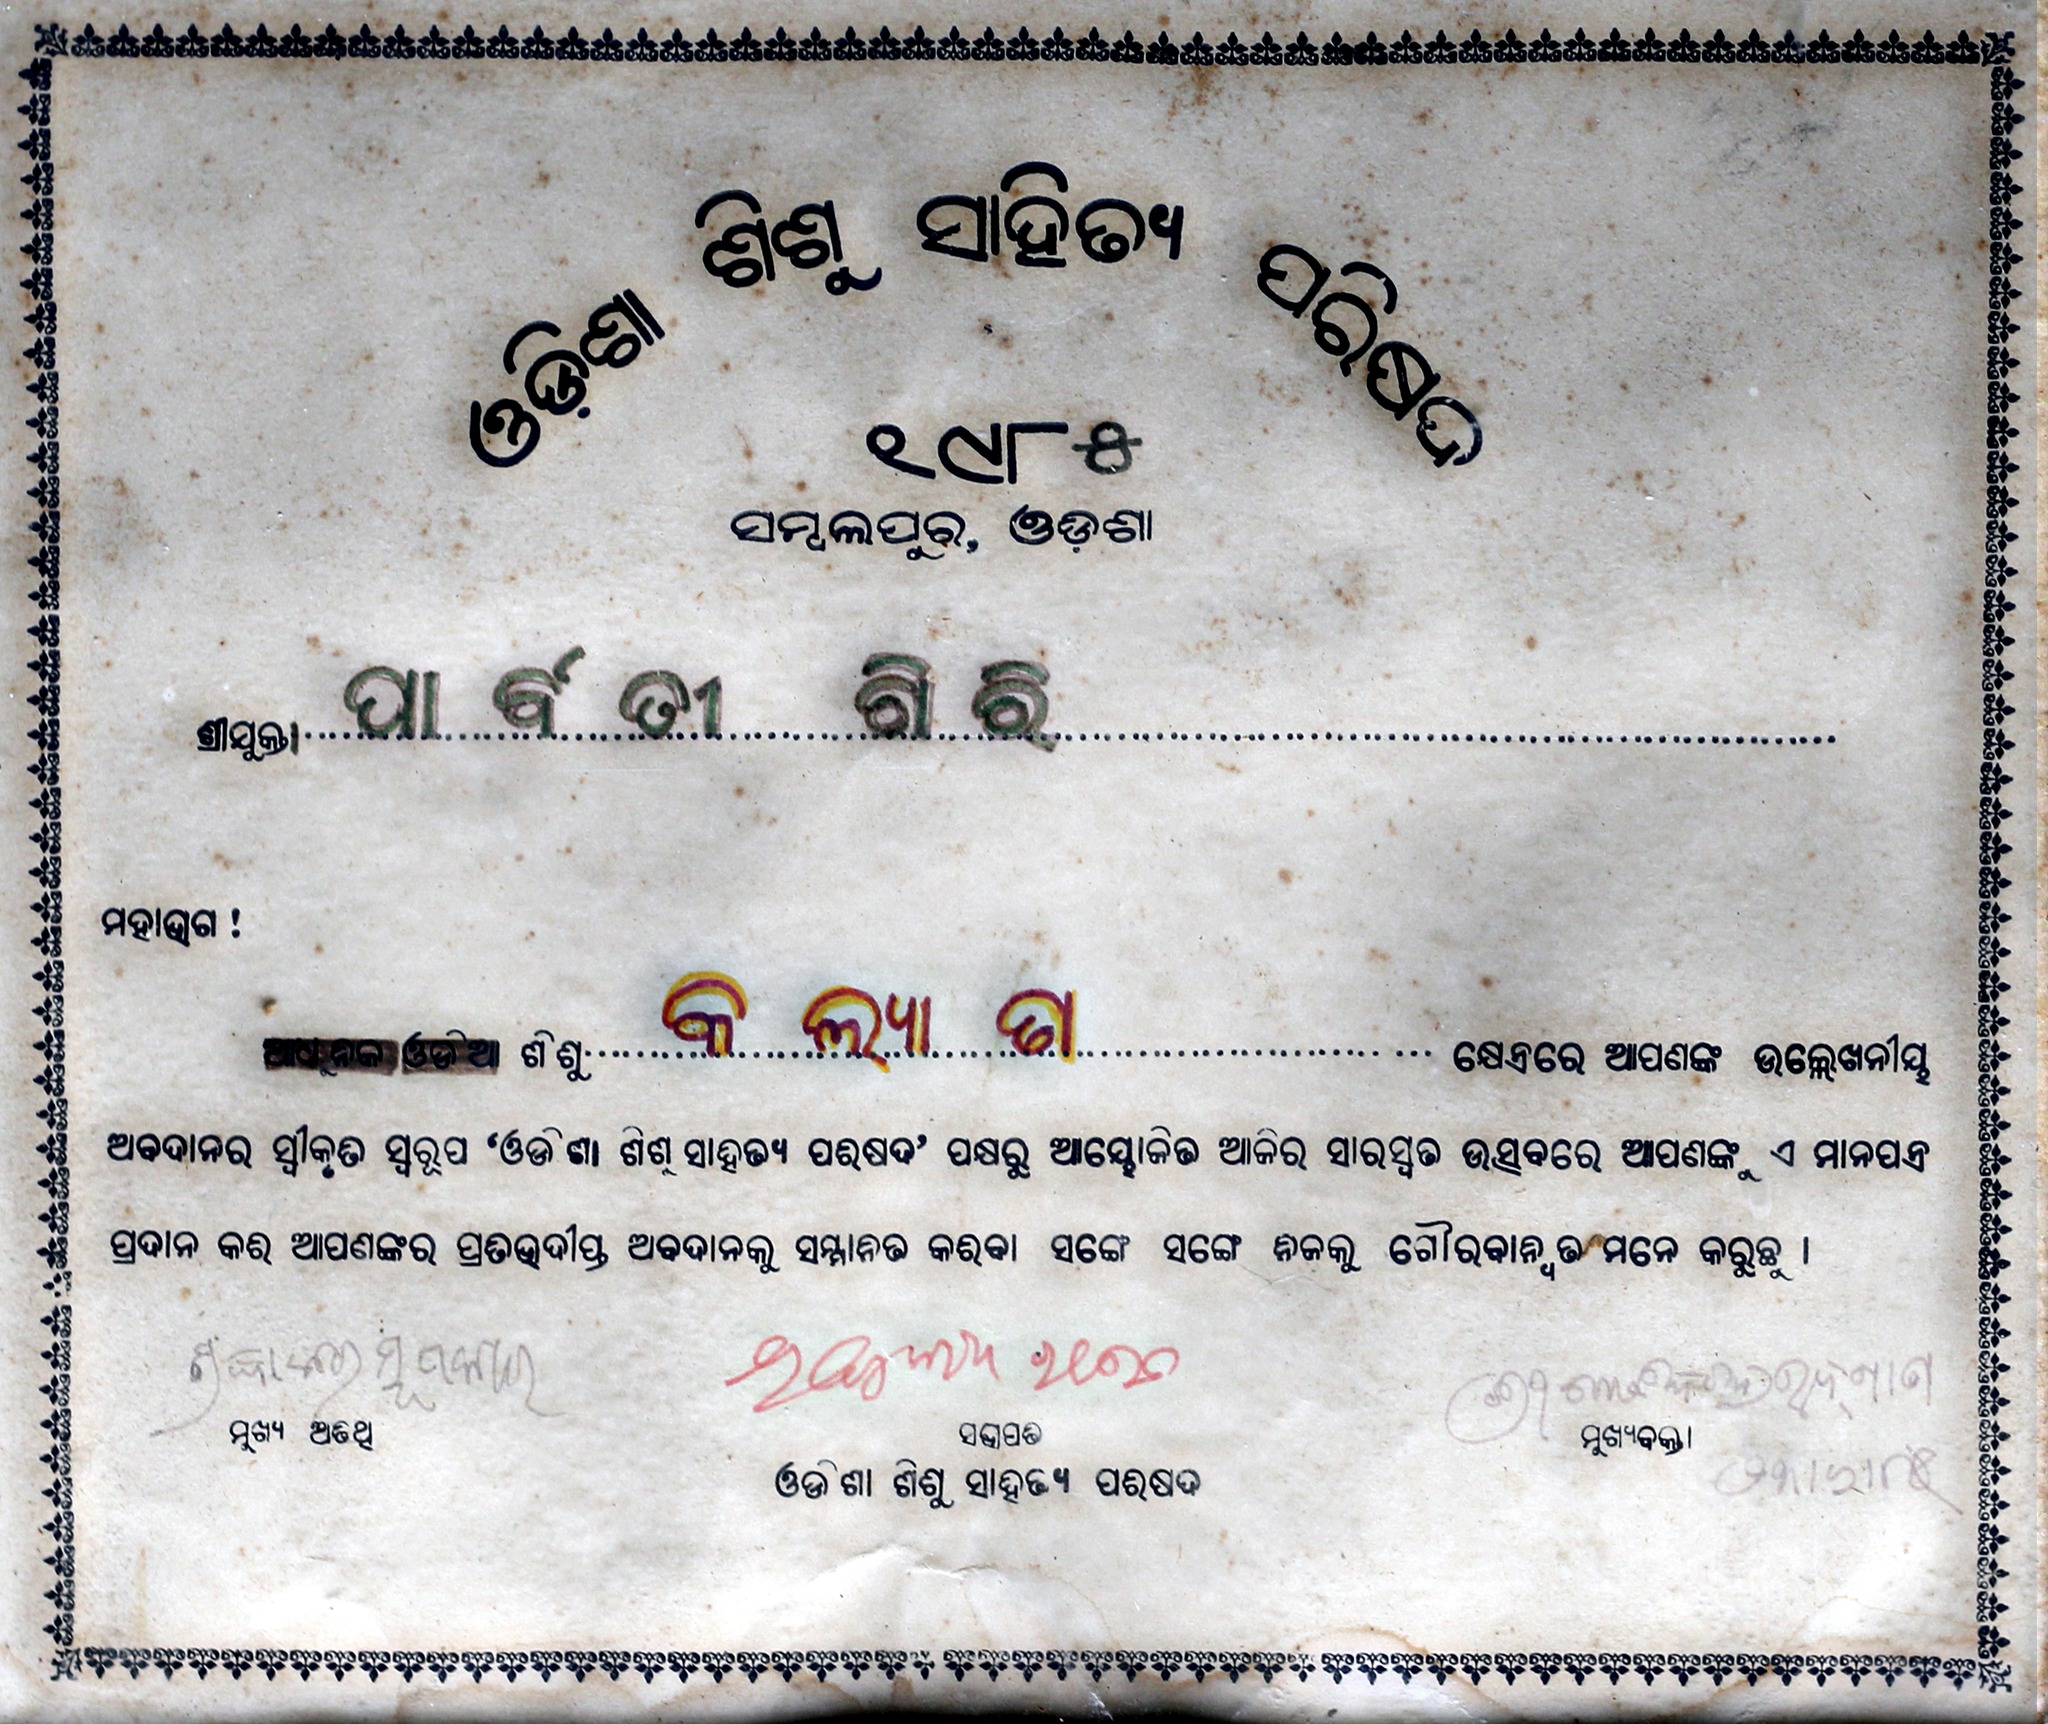 ଓଡ଼ିଶା ଶିଶୁ ସାହିତ୍ୟ ପରିଷଦ
୧୯୮୫
ସମ୍ବଲପୁର, ଓଡ଼ିଶା
ଶ୍ରୀଯୁକ୍ତା ପାର୍ବତୀ ଗିରି
ମହାଭାଗ !
ଆଧୁନିକ ଓଡ଼ିଆ ଶିଶୁ କଲ୍ୟାଣ କ୍ଷେତ୍ରରେ ଆପଣଙ୍କ ଉଲ୍ଲେଖନୀୟ
ଅବଦାନର ସ୍ୱୀକୃତି ସ୍ୱରୂପ ‘ଓଡିଶା ଶିଶୁ ସାହିତ୍ୟ ପରିଷଦ’ ପକ୍ଷରୁ ଆୟୋଜିତ ଆଜିର ସାରସ୍ୱତ ଉତ୍ସବରେ ଆପଣଙ୍କୁ ଏ ମାନପତ୍ର
ପ୍ରଦାନ କରି ଆପଣଙ୍କର ପ୍ରତିଭାଦୀପ୍ତ ଅବଦାନକୁ ସମ୍ମାନିତ କରିବା ସଙ୍ଗେ ସଙ୍ଗେ ନିଜକୁ ଗୌରବାନ୍ୱିତ ମନେ କରୁଛୁ ।
ମୁଖ୍ୟ ଅତିଥି
ସଭାପତି
ମୁଖ୍ୟବକ୍ତା
ଓଡିଶା ଶିଶୁ ସାହିତ୍ୟ ପରିଷଦ